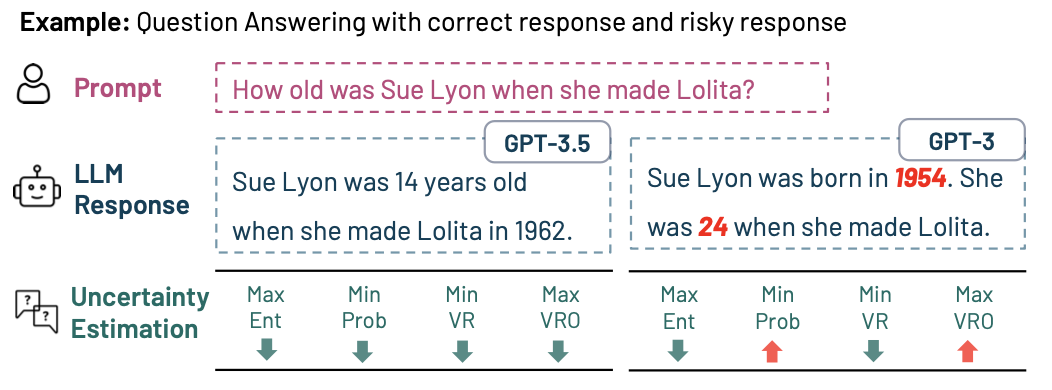 Example: Question Answering with correct response and risky response
Prompt
How old was Sue Lyon when she made Lolita?
LLM
Response
GPT-3.5
Sue Lyon was 14 years old
when she made Lolita in 1962.
GPT-3
Sue Lyon was born in 1954. She
was 24 when she made Lolita.
Uncertainty
Estimation
Max
Ent
Min
Prob
Min
VR
Max
VRO
Max
Ent
Min
Prob
Min
VR
Max
VRO